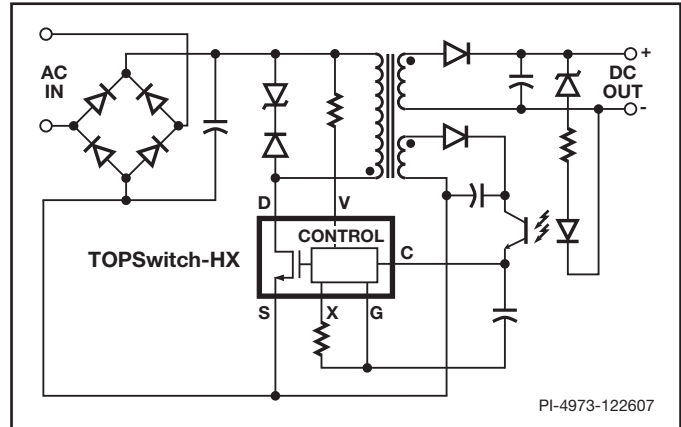 AC
IN
+
DC
OUT
-
D
V
CONTROL
TOPSwitch-HX
C
S
X
G
PI-4973-122607